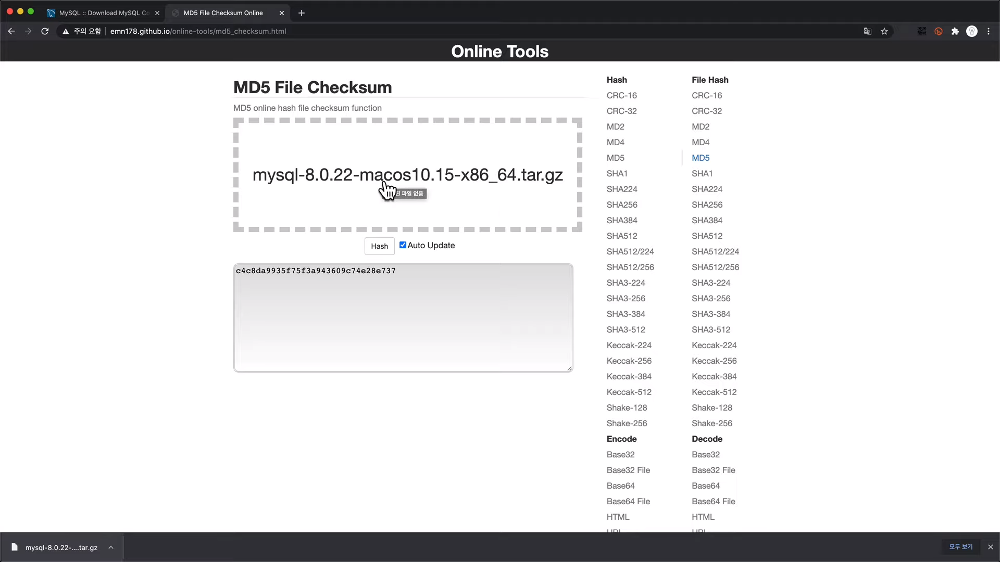 MySQL :: Download MySQL Co
MD5 File Checksum Online
주의 요함
emn178.github.io/online-tools/md5_checksum.html
Online Tools
MD5 File Checksum
MD5 online hash file checksum function
mysql-8.0.22-macos10.15-x86_64.tar.gz
된 파일 없음
Hash
Auto Update
c4c8da9935f75f3a943609c74e28e737
Hash
CRC-16
CRC-32
MD2
MD4
MD5
SHA1
SHA224
SHA256
SHA384
SHA512
SHA512/224
SHA512/256
SHA3-224
SHA3-256
SHA3-384
SHA3-512
Keccak-224
Keccak-256
Keccak-384
Keccak-512
Shake-128
Shake-256
Encode
Base32
Base32 File
Base64
Base64 File
HTML
URL
File Hash
CRC-16
CRC-32
MD2
MD4
MD5
SHA1
SHA224
SHA256
SHA384
SHA512
SHA512/224
SHA512/256
SHA3-224
SHA3-256
SHA3-384
SHA3-512
Keccak-224
Keccak-256
Keccak-384
Keccak-512
Shake-128
Shake-256
Decode
Base32
Base32 File
Base64
Base64 File
HTML
URL
mysql-8.0.22-....tar.gz
모두 보기